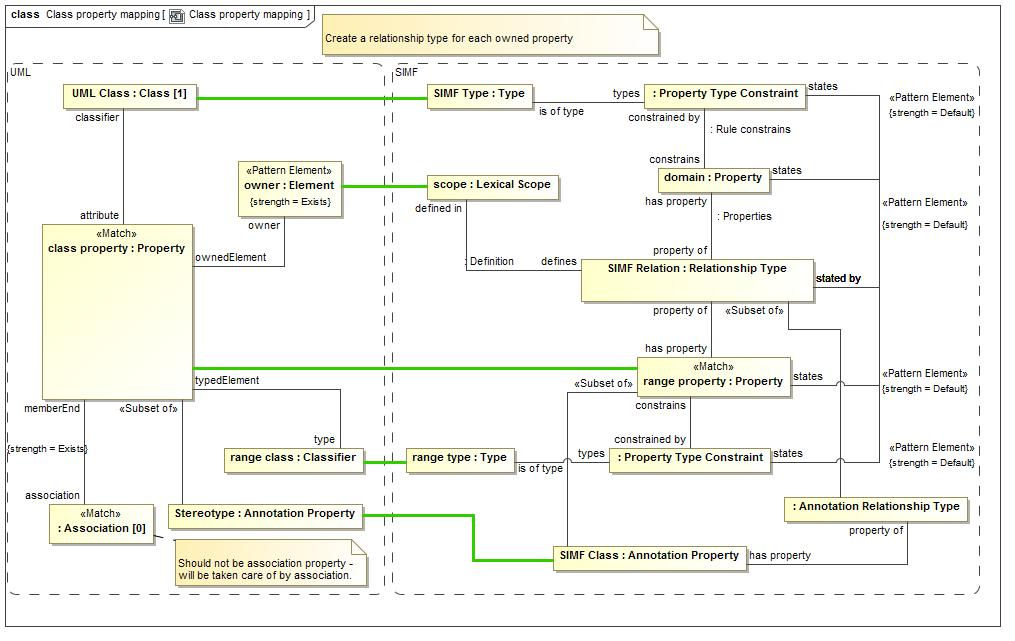 class Class property mapping [ Class property mapping ]
Create a relationship type for each owned property
UML
SIMF
UML Class : Class [1]
classifier
SIMF Type : Type
is of type
types
: Property Type Constraint
states
constrained by
: Rule constrains
constrains
«Pattern Element»
{strength = Default}
«Pattern Element»
owner : Element
{strength = Exists}
owner
scope : Lexical Scope
defined in
domain : Property
states
has property
: Properties
«Pattern Element»
{strength = Default}
attribute
«Match»
class property : Property
ownedElement
: Definition
defines
property of
SIMF Relation : Relationship Type
stated by
property of
«Subset of»
has property
«Match»
range property : Property
states
«Subset of»
constrains
«Pattern Element»
{strength = Default}
typedElement
memberEnd
«Subset of»
{strength = Exists}
type
range class : Classifier
range type : Type
is of type
types
constrained by
: Property Type Constraint
states
«Pattern Element»
{strength = Default}
association
«Match»
: Association [0]
Stereotype : Annotation Property
: Annotation Relationship Type
property of
Should not be association property -
will be taken care of by association.
SIMF Class : Annotation Property
has property